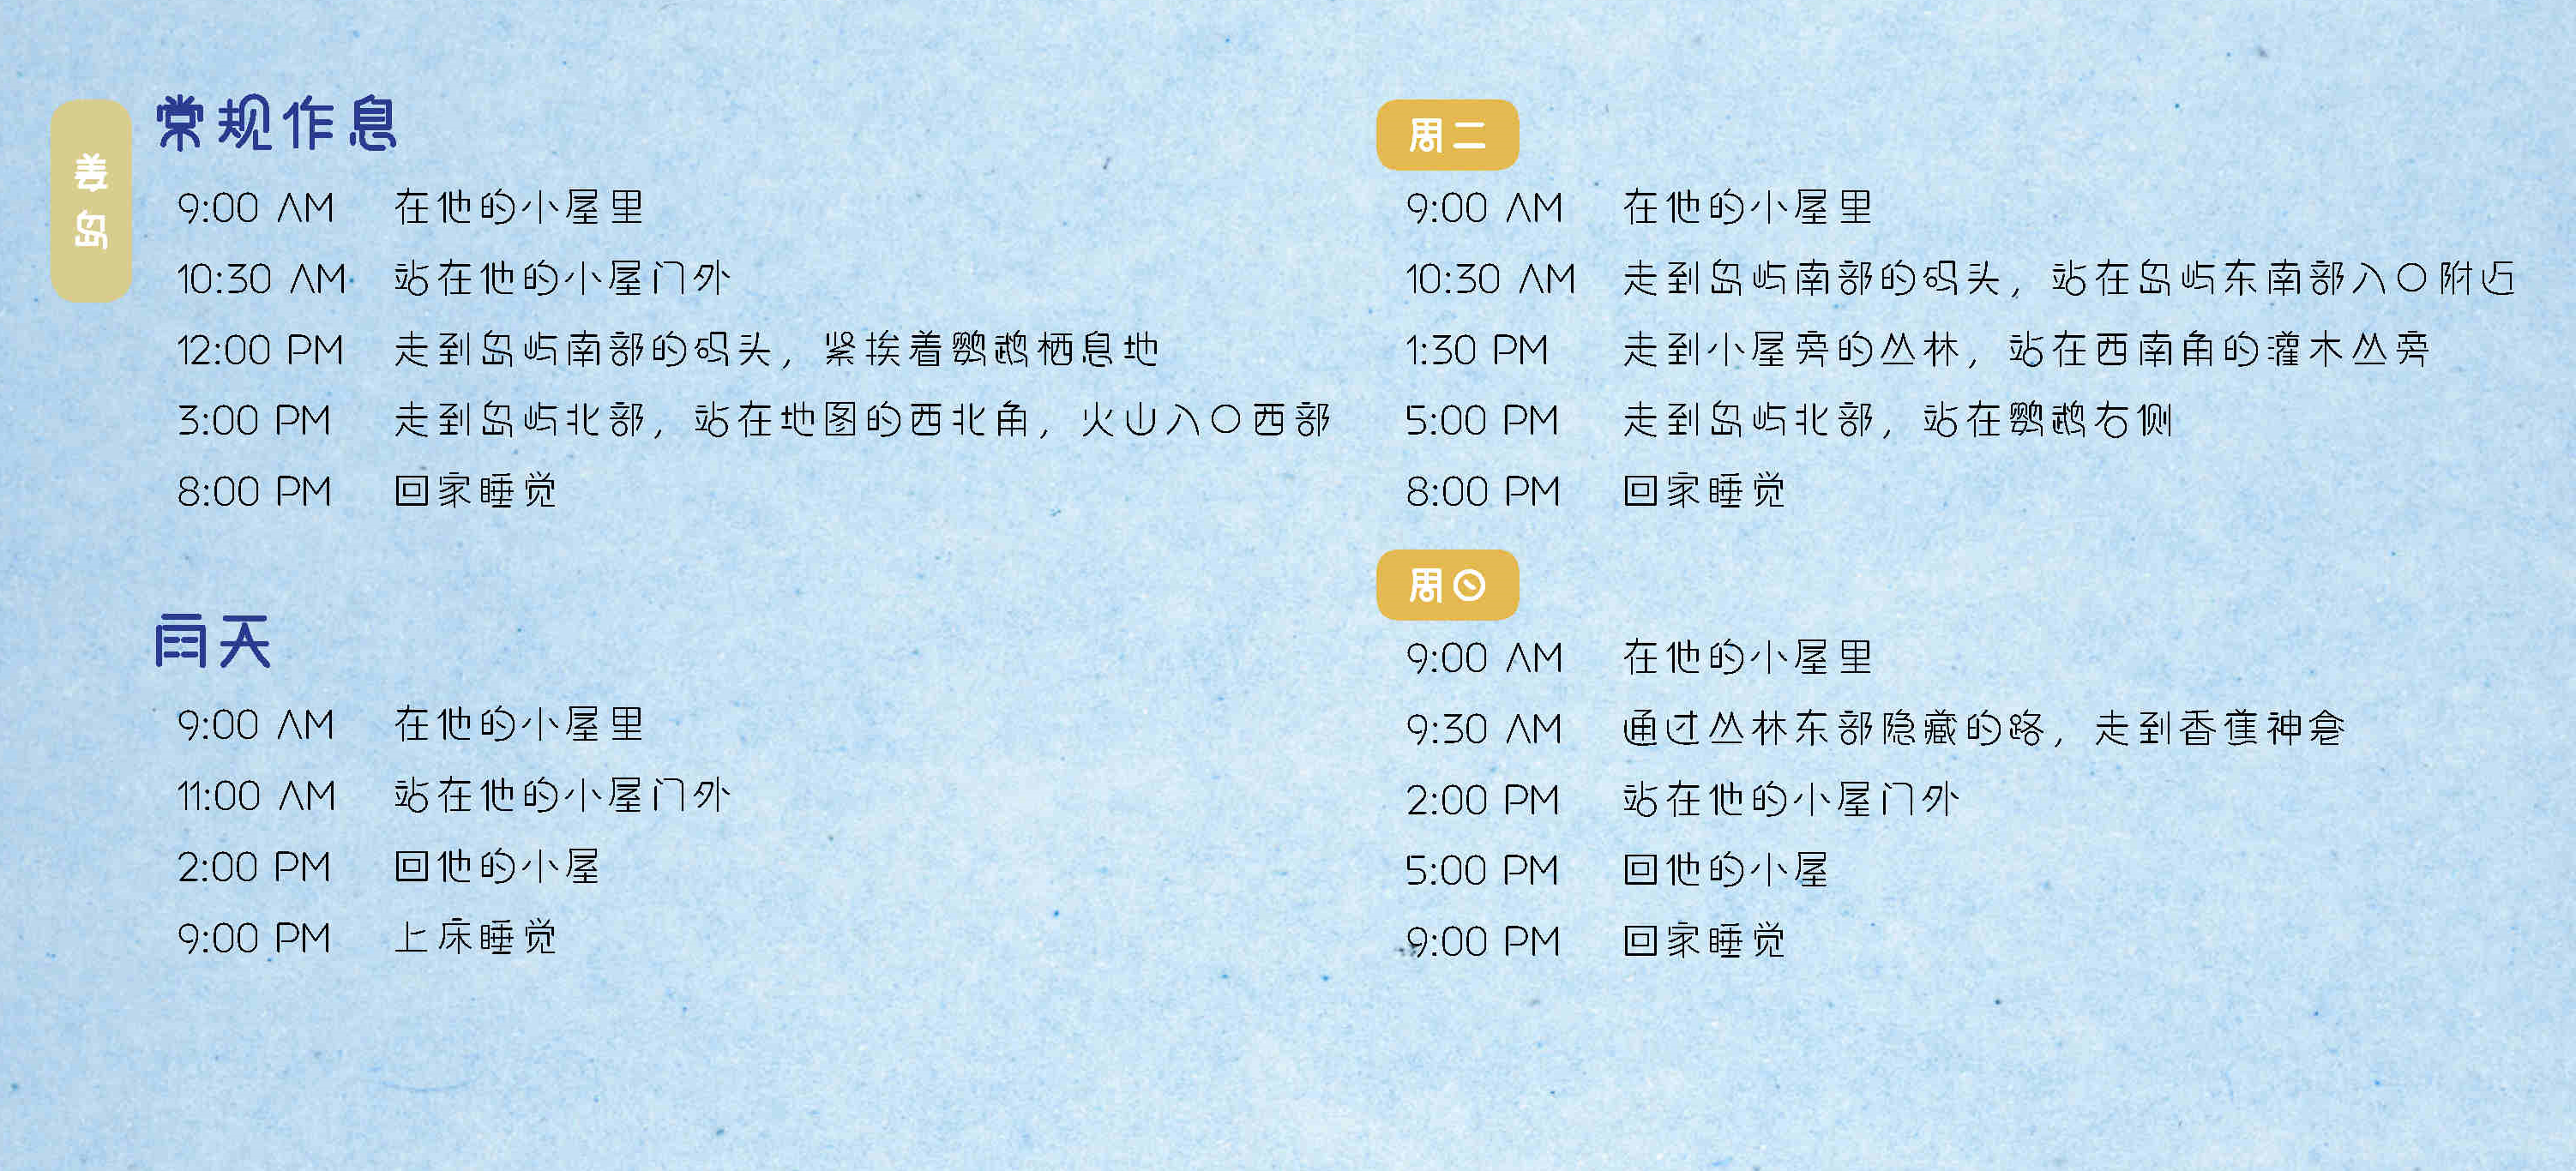 姜岛
常规作息
9:00 AM 在他的小屋里
10:30 AM 站在他的小屋门外
12:00 PM 走到岛屿南部的码头，紧挨着鹦鹉栖息地
3:00 PM 走到岛屿北部，站在地图的西北角，火山入口西部
8:00 PM 回家睡觉
雨天
9:00 AM 在他的小屋里
11:00 AM 站在他的小屋门外
2:00 PM 回他的小屋
9:00 PM 上床睡觉
周二
9:00 AM 在他的小屋里
10:30 AM 走到岛屿南部的码头，站在岛屿东南部入口附近
1:30 PM 走到小屋旁的丛林，站在西南角的灌木丛旁
5:00 PM 走到岛屿北部，站在鹦鹉右侧
8:00 PM 回家睡觉
周日
9:00 AM 在他的小屋里
9:30 AM 通过丛林东部隐藏的路，走到香蕉神龛
2:00 PM 站在他的小屋门外
5:00 PM 回他的小屋
9:00 PM 回家睡觉